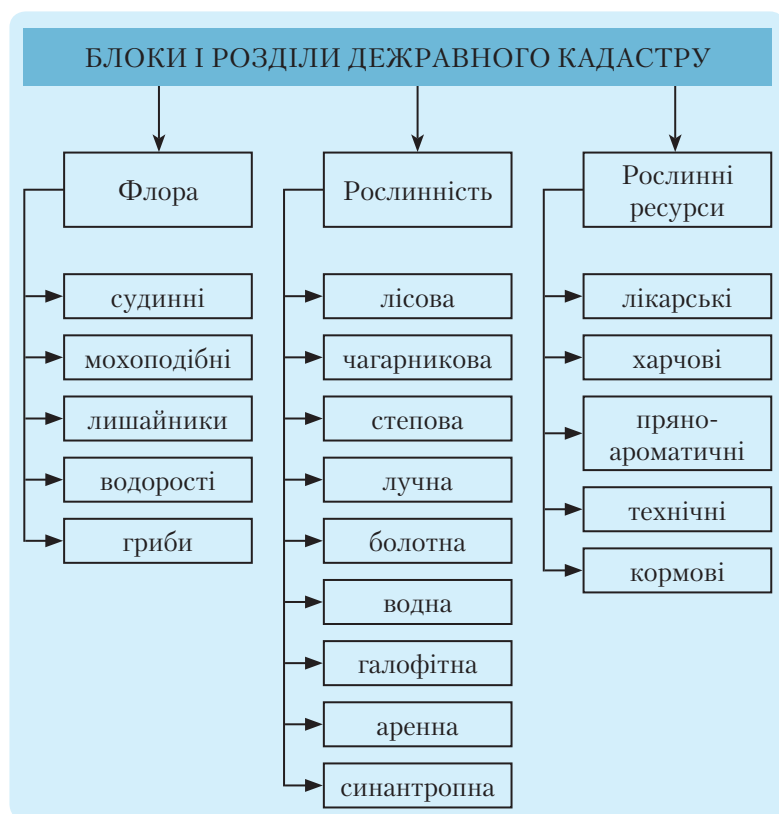 БЛОКИ І РОЗДІЛИ ДЕЖРАВНОГО КАДАСТРУ
Флора
судинні
мохоподібні
лишайники
водорості
гриби
Рослинність
лісова
чагарникова
степова
лучна
болотна
водна
галофітна
аренна
синантропна
Рослинні
ресурси
лікарські
харчові
пряно-
ароматичні
технічні
кормові